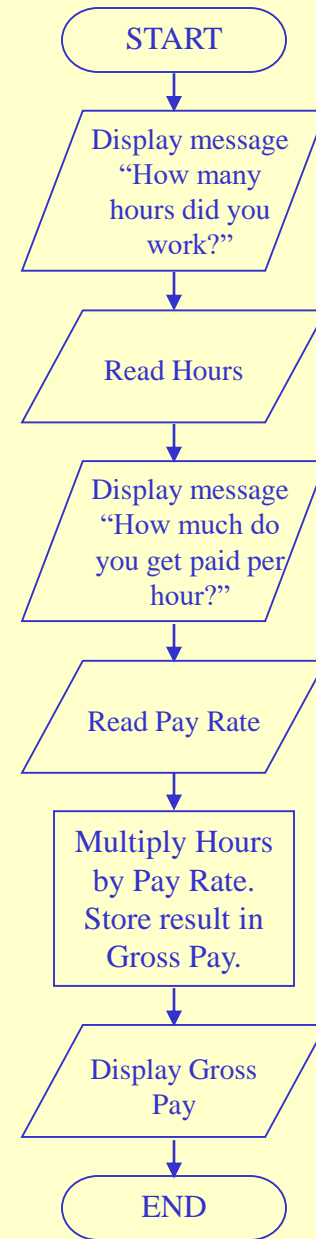 START
Display message
“How many
hours did you
work?”
Read Hours
Display message
“How much do
you get paid per
hour?”
Read Pay Rate
Multiply Hours
by Pay Rate.
Store result in
Gross Pay.
Display Gross
Pay
END